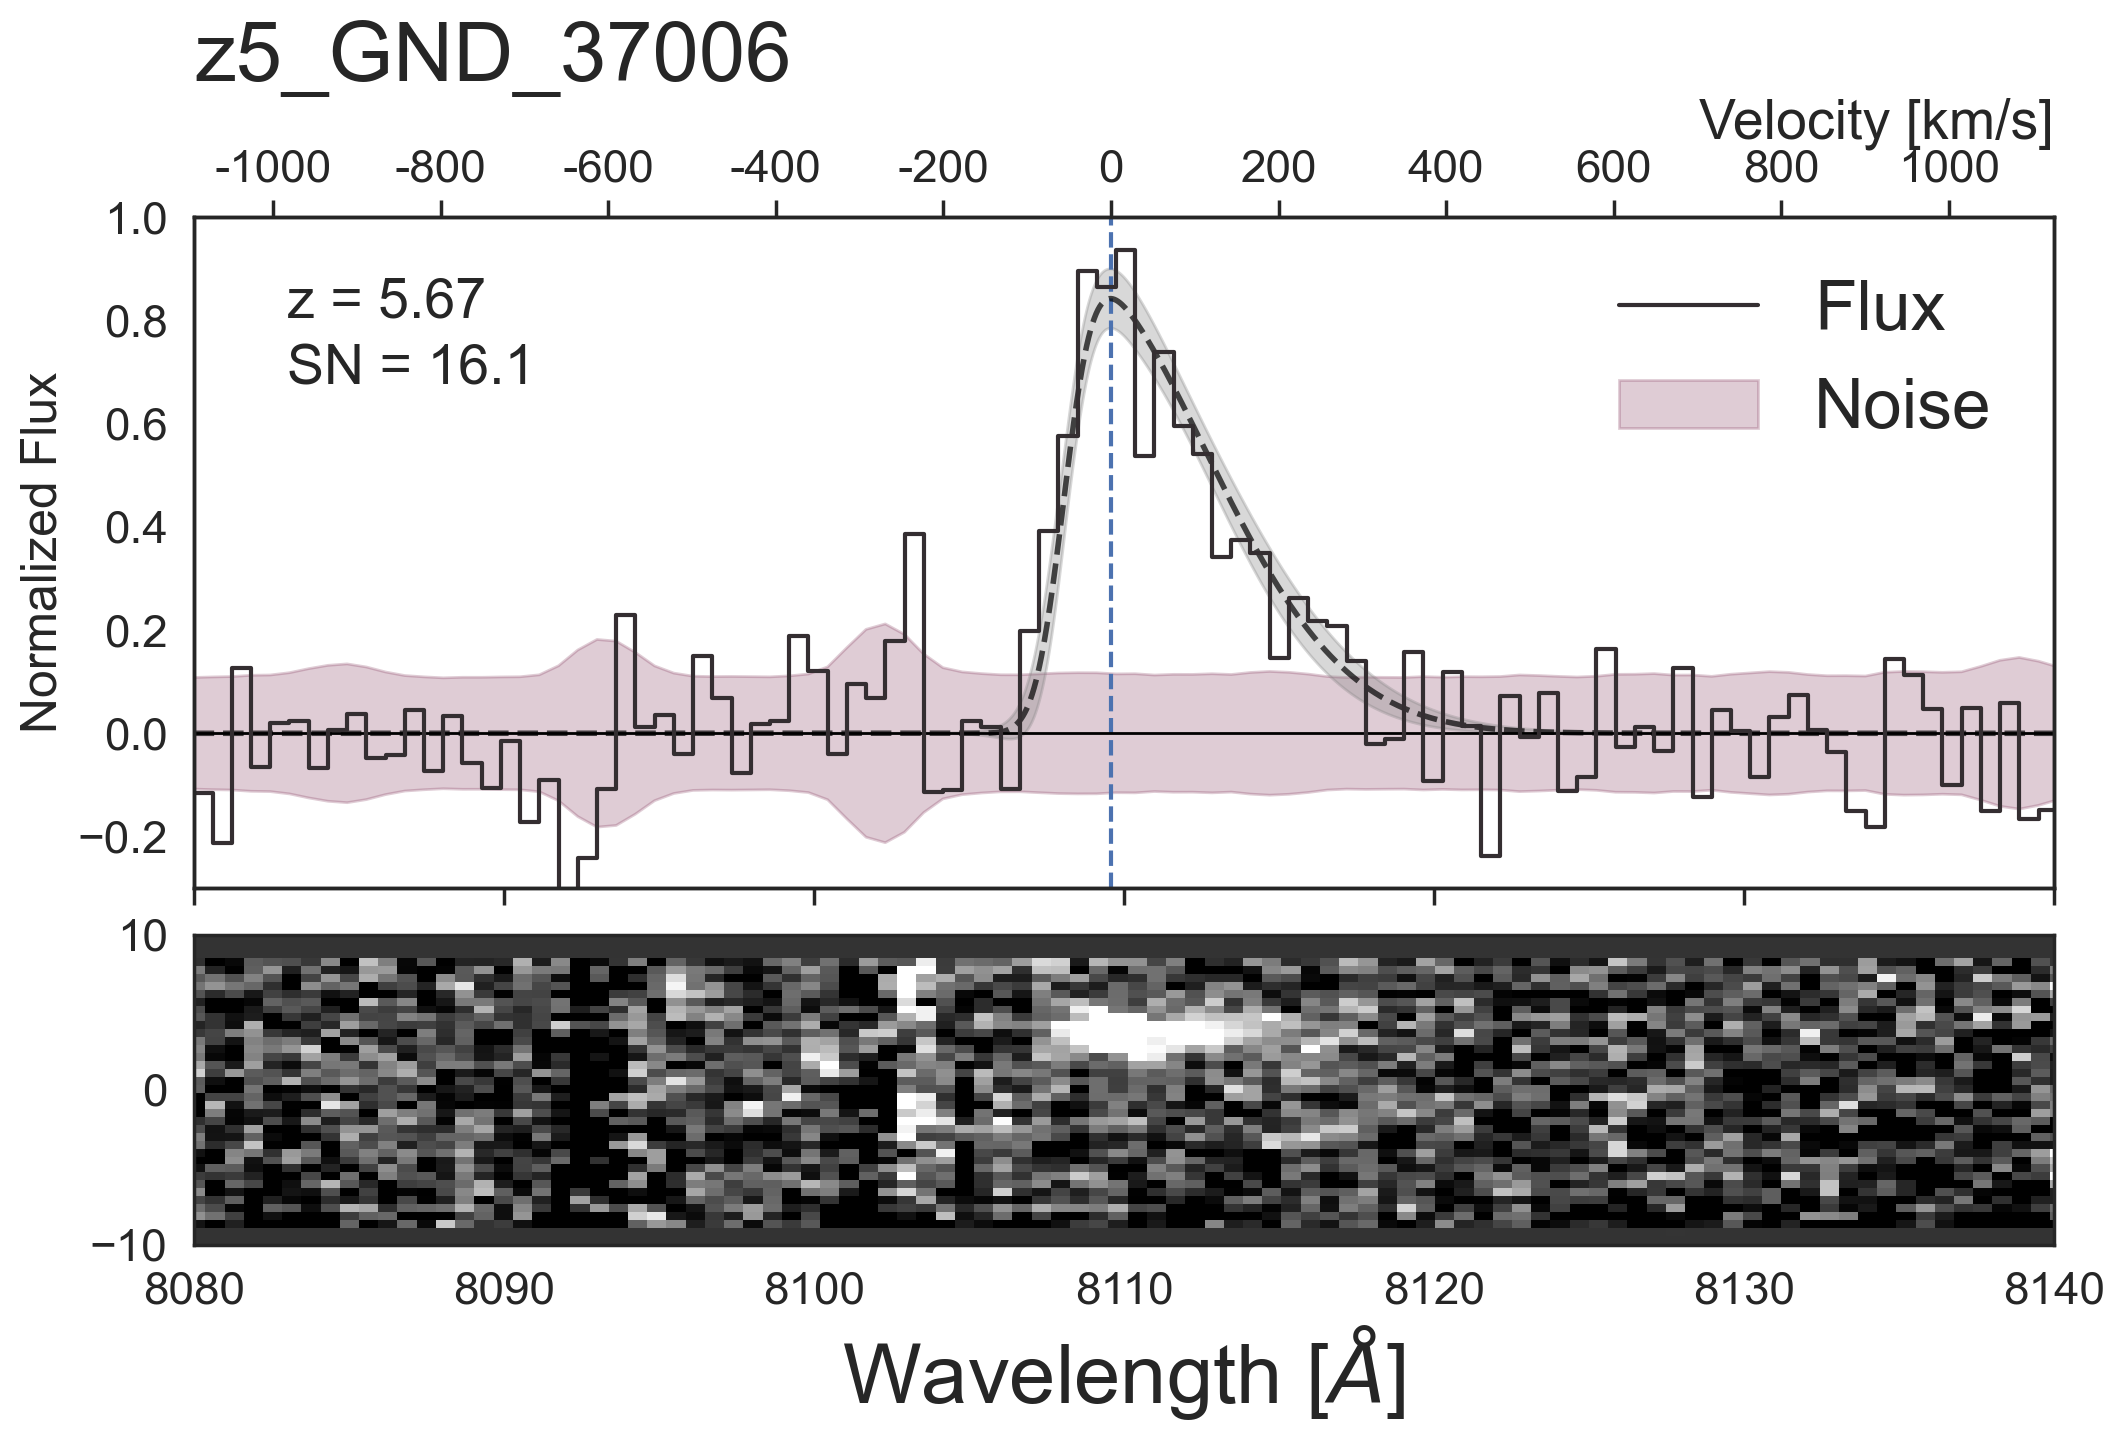 z5_GND_37006
Velocity [km/s]
-1000 -800 -600 -400 -200 0 200 400 600 800 1000
1.0
0.8
0.6
0.4
0.2
0.0
−0.2
Normalized Flux
z = 5.67
SN = 16.1
Flux
Noise
10
0
−10
8080 8090 8100 8110 8120 8130 8140
Wavelength [Å]